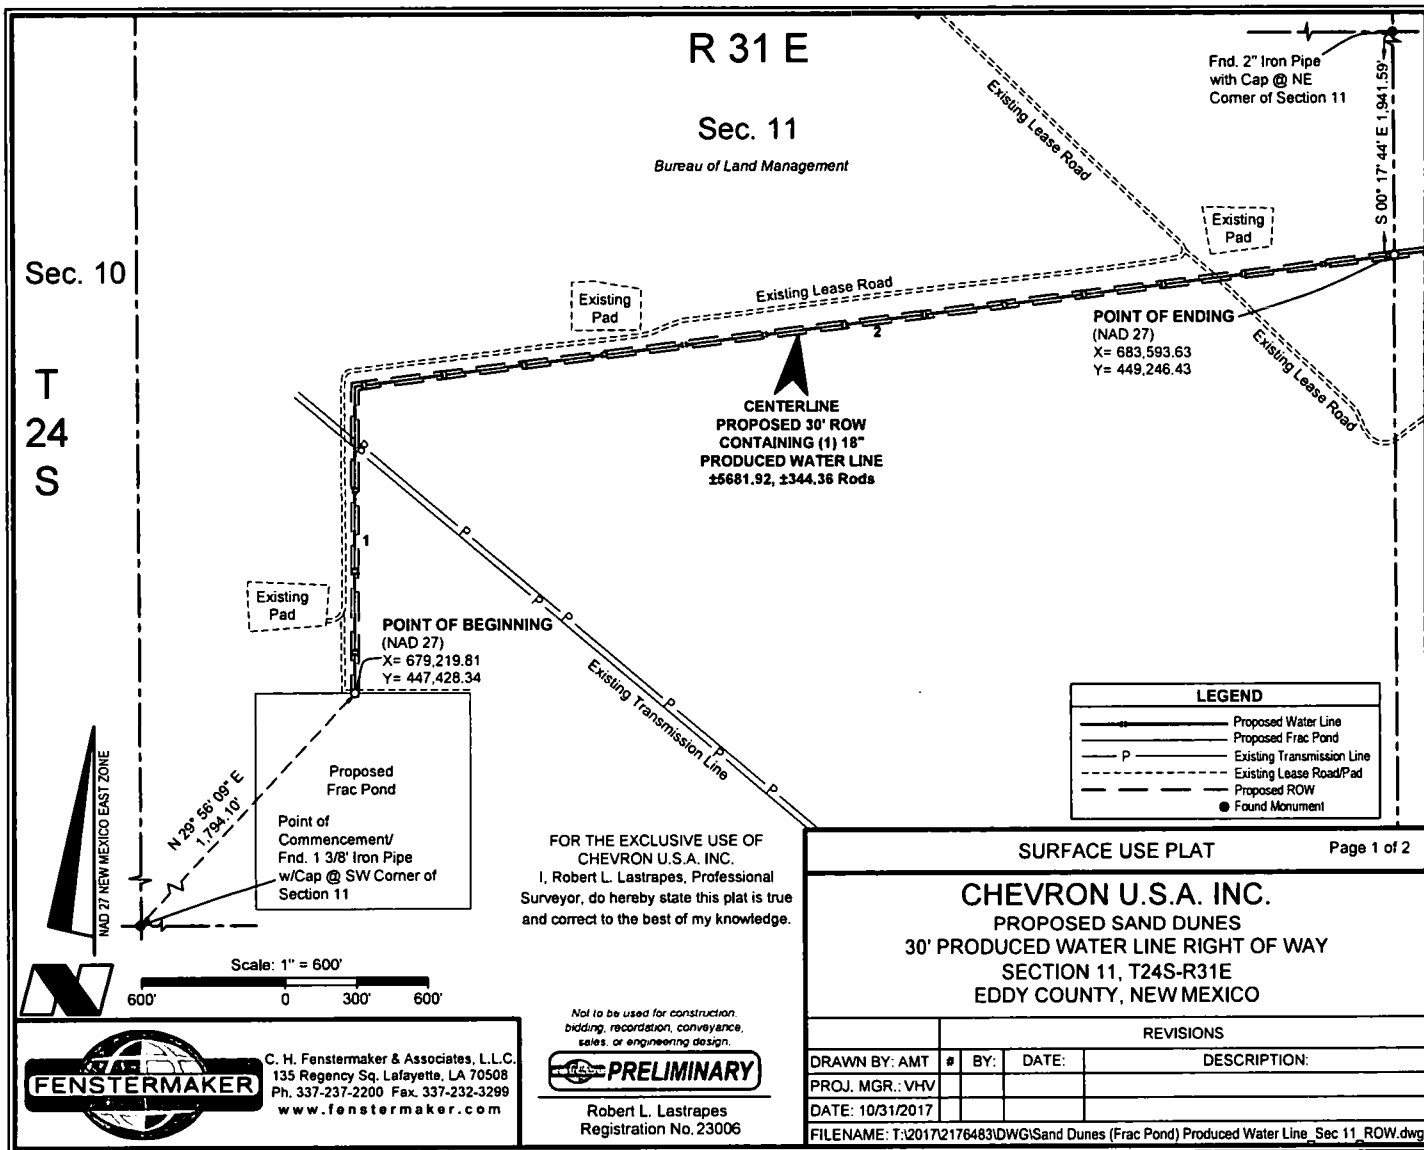 R 31 E
Sec. 11
Bureau of Land Management
Fnd. 2" Iron Pipe
with Cap @ NE
Corner of Section 11
S 00° 17' 44" E 1,941.59'
Existing Lease Road
Existing
Pad
Sec. 10
Existing
Pad
Existing Lease Road
2
POINT OF ENDING
(NAD 27)
X= 683,593.63
Y= 449,246.43
Existing Lease Road
T
24
S
CENTERLINE
PROPOSED 30' ROW
CONTAINING (1) 18"
PRODUCED WATER LINE
±5681.92, ±344.36 Rods
P
P
1
P
P
Existing
Pad
POINT OF BEGINNING
(NAD 27)
X= 679,219.81
Y= 447,428.34
Existing Transmission Line
P
P
P
LEGEND
Proposed Water Line
Proposed Frac Pond
P
Existing Transmission Line
Existing Lease Road/Pad
Proposed ROW
Found Monument
NAD 27 NEW MEXICO EAST ZONE
N 29° 56' 09" E
1,794.10'
Proposed
Frac Pond
Point of
Commencement/
Fnd. 1 3/8' Iron Pipe
w/Cap @ SW Corner of
Section 11
FOR THE EXCLUSIVE USE OF
CHEVRON U.S.A. INC.
I, Robert L. Lastrapes, Professional
Surveyor, do hereby state this plat is true
and correct to the best of my knowledge.
SURFACE USE PLAT
Page 1 of 2
CHEVRON U.S.A. INC.
PROPOSED SAND DUNES
30' PRODUCED WATER LINE RIGHT OF WAY
SECTION 11, T24S-R31E
EDDY COUNTY, NEW MEXICO
Scale: 1" = 600'
600' 0 300' 600'
FENSTERMAKER
C. H. Fenstermaker & Associates, L.L.C.
135 Regency Sq. Lafayette, LA 70508
Ph. 337-237-2200 Fax. 337-232-3299
www.fenstermaker.com
Not to be used for construction,
bidding, recordation, conveyance,
sales, or engineering design.
PRELIMINARY
Robert L. Lastrapes
Registration No. 23006
REVISIONS
DRAWN BY: AMT # BY: DATE: DESCRIPTION:
PROJ. MGR.: VHV
DATE: 10/31/2017
FILENAME: T:\2017\2176483\DWG\Sand Dunes (Frac Pond) Produced Water Line_Sec 11_ROW.dwg